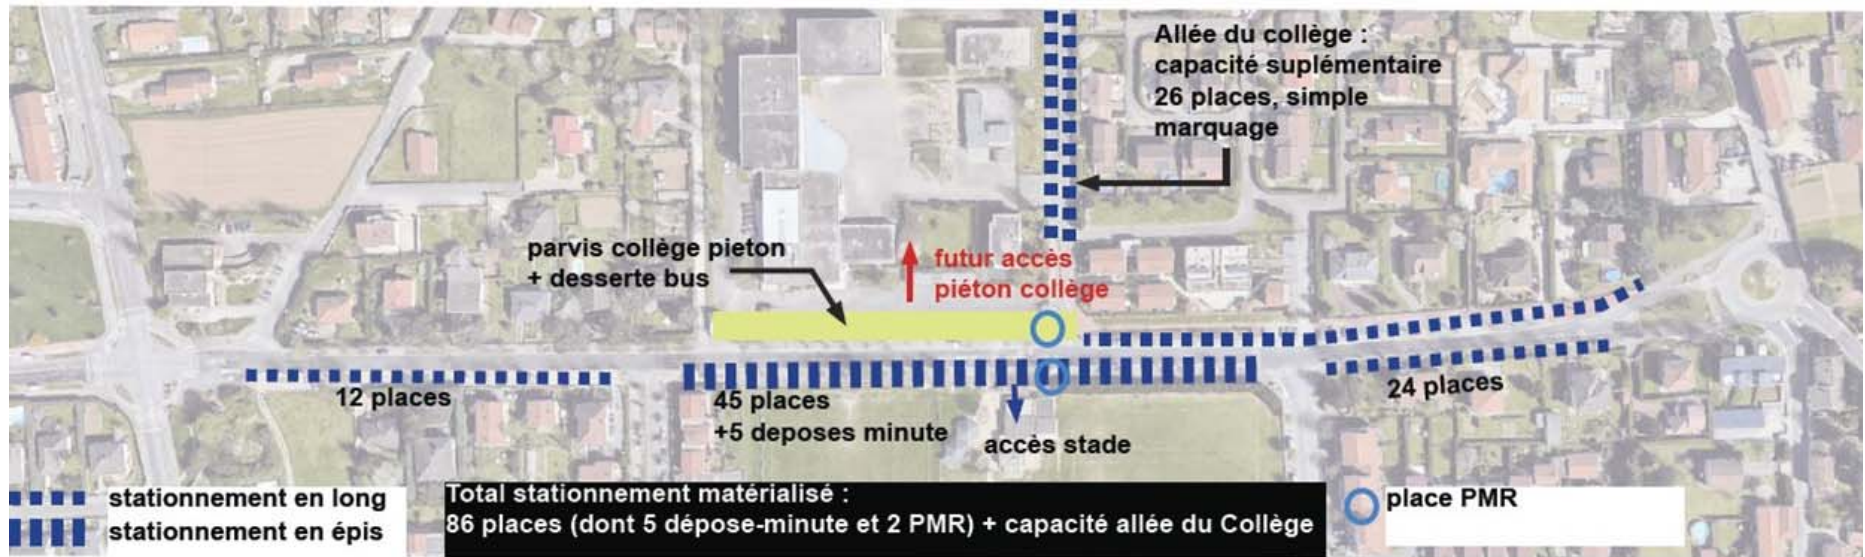 Allée du collège :
capacité suplémentaire
26 places, simple
marquage
parvis collège pieton
+ desserte bus
futur accès
piéton collège
12 places
45 places
+5 deposes minute
accès stade
24 places
stationnement en long
stationnement en épis
Total stationnement matérialisé :
86 places (dont 5 dépose-minute et 2 PMR) + capacité allée du Collège
place PMR